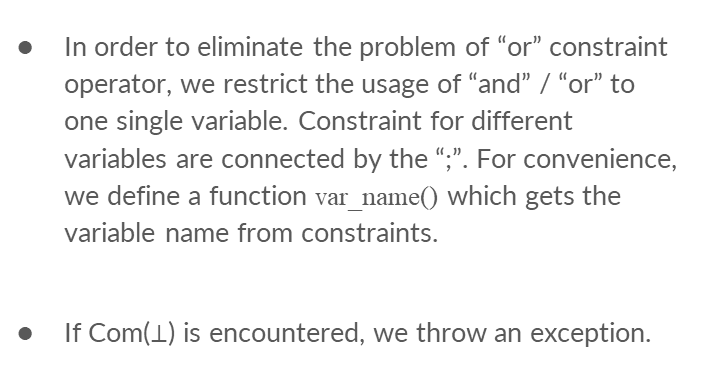 ● In order to eliminate the problem of “or” constraint
operator, we restrict the usage of “and” / “or” to
one single variable. Constraint for different
variables are connected by the “;”. For convenience,
we define a function var_name() which gets the
variable name from constraints.
● If Com(⊥) is encountered, we throw an exception.